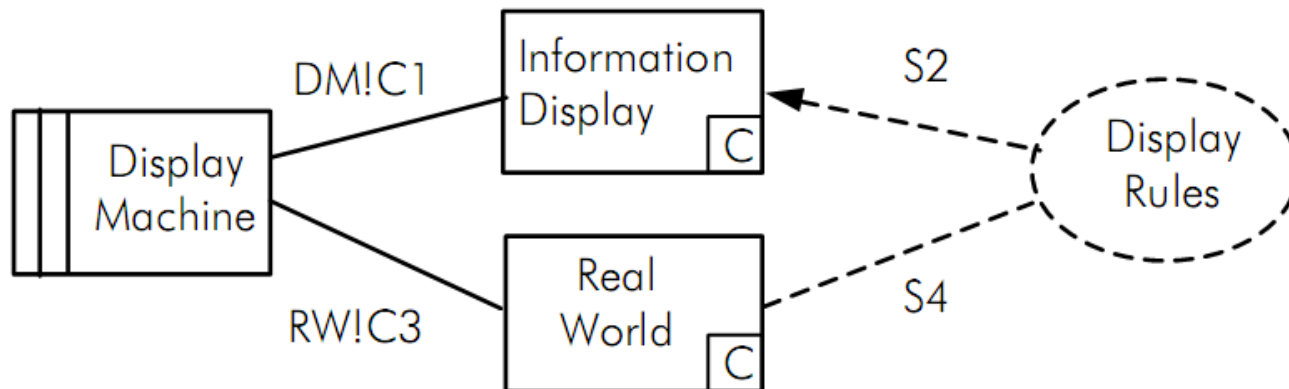 DM!C1
Information
Display
C
S2
Display
Machine
Display
Rules
RW!C3
Real
World
C
S4